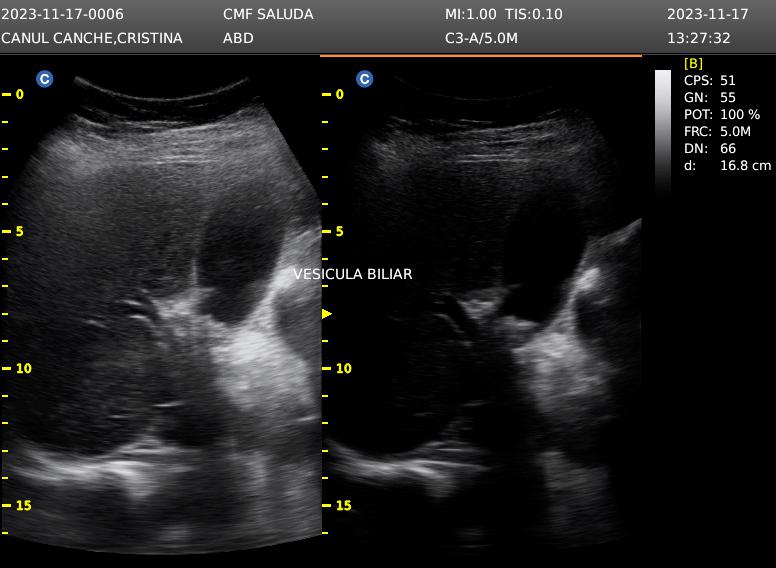 2023-11-17-0006 CMF SALUDA MI:1.00 TIS:0.10 2023-11-17
CANUL CANCHE,CRISTINA ABD C3-A/5.0M 13:27:32
[B]
CPS: 51
GN: 55
POT: 100 %
FRC: 5.0M
DN: 66
d: 16.8 cm
C C
0 0
5 5
VESICULA BILIAR
10 10
15 15